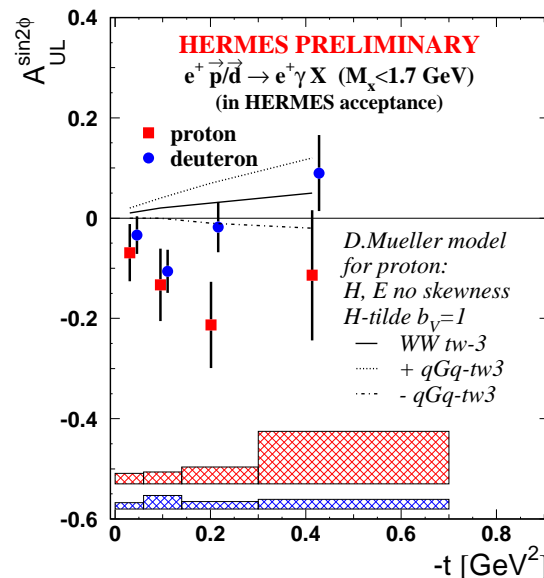 A_UL^sin2ϕ
0.4
0.2
0
-0.2
-0.4
-0.6
HERMES PRELIMINARY
e⁺ p⃗/d⃗ → e⁺ γ X (Mₓ<1.7 GeV)
(in HERMES acceptance)
proton
deuteron
D.Mueller model
for proton:
H, E no skewness
H-tilde b_V=1
WW tw-3
+ qGq-tw3
- qGq-tw3
0 0.2 0.4 0.6 0.8
-t [GeV²]